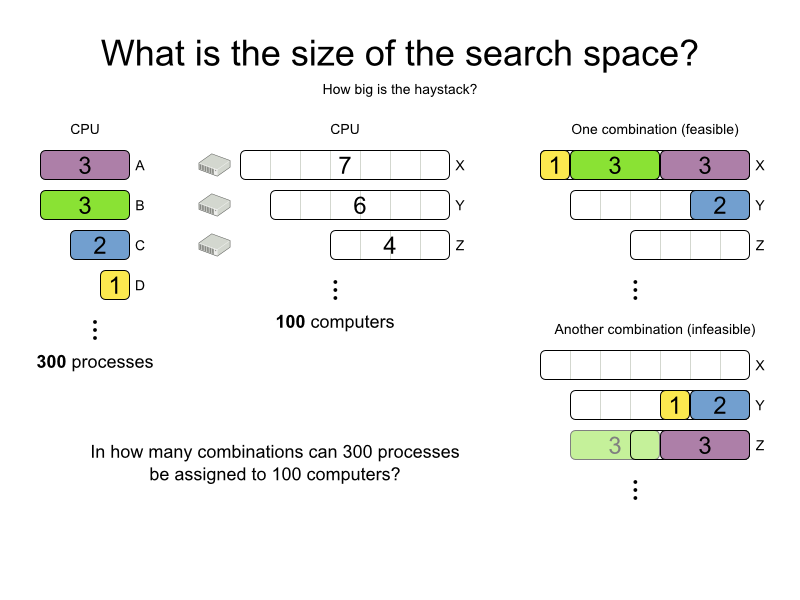 What is the size of the search space?
How big is the haystack?
CPU
3 A
3 B
2 C
1 D
300 processes
CPU
7 X
6 Y
4 Z
100 computers
One combination (feasible)
1 3 3 X
2 Y
Z
Another combination (infeasible)
X
1 2 Y
3 3 Z
In how many combinations can 300 processes
be assigned to 100 computers?